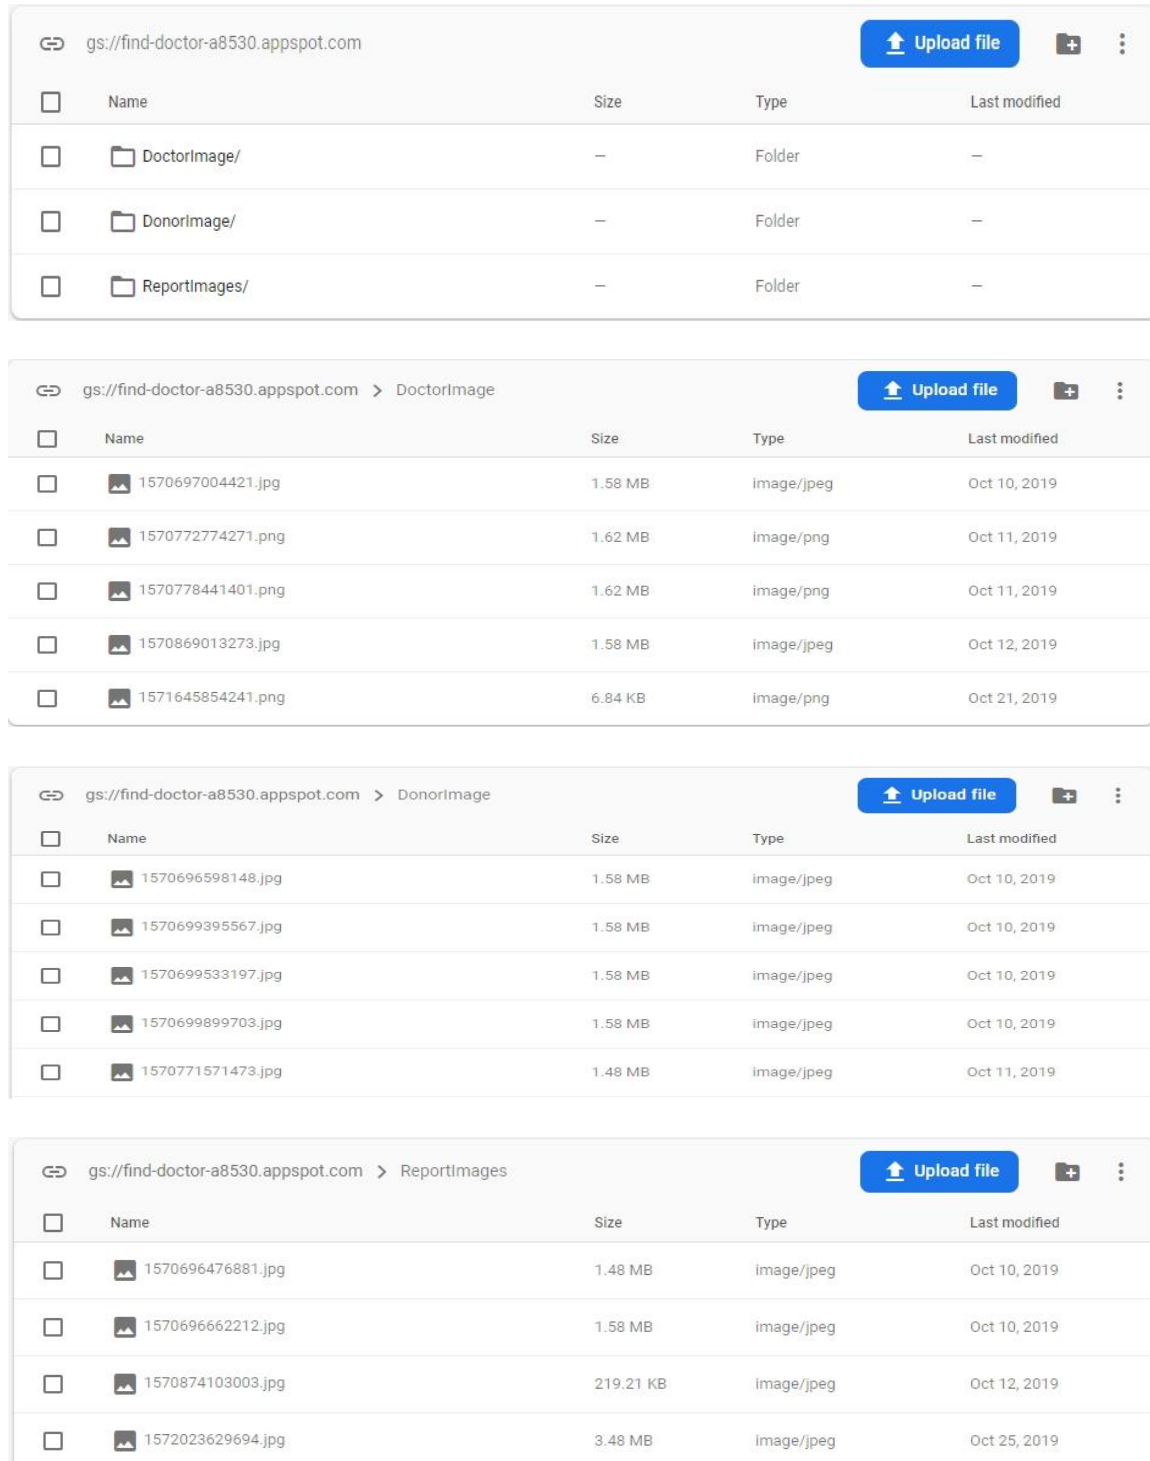 gs://find-doctor-a8530.appspot.com Upload file
Name Size Type Last modified
DoctorImage/ — Folder —
DonorImage/ — Folder —
ReportImages/ — Folder —
gs://find-doctor-a8530.appspot.com > DoctorImage Upload file
Name Size Type Last modified
1570697004421.jpg 1.58 MB image/jpeg Oct 10, 2019
1570772774271.png 1.62 MB image/png Oct 11, 2019
1570778441401.png 1.62 MB image/png Oct 11, 2019
1570869013273.jpg 1.58 MB image/jpeg Oct 12, 2019
1571645854241.png 6.84 KB image/png Oct 21, 2019
gs://find-doctor-a8530.appspot.com > DonorImage Upload file
Name Size Type Last modified
1570696598148.jpg 1.58 MB image/jpeg Oct 10, 2019
1570699395567.jpg 1.58 MB image/jpeg Oct 10, 2019
1570699533197.jpg 1.58 MB image/jpeg Oct 10, 2019
1570699899703.jpg 1.58 MB image/jpeg Oct 10, 2019
1570771571473.jpg 1.48 MB image/jpeg Oct 11, 2019
gs://find-doctor-a8530.appspot.com > ReportImages Upload file
Name Size Type Last modified
1570696476881.jpg 1.48 MB image/jpeg Oct 10, 2019
1570696662212.jpg 1.58 MB image/jpeg Oct 10, 2019
1570874103003.jpg 219.21 KB image/jpeg Oct 12, 2019
1572023629694.jpg 3.48 MB image/jpeg Oct 25, 2019